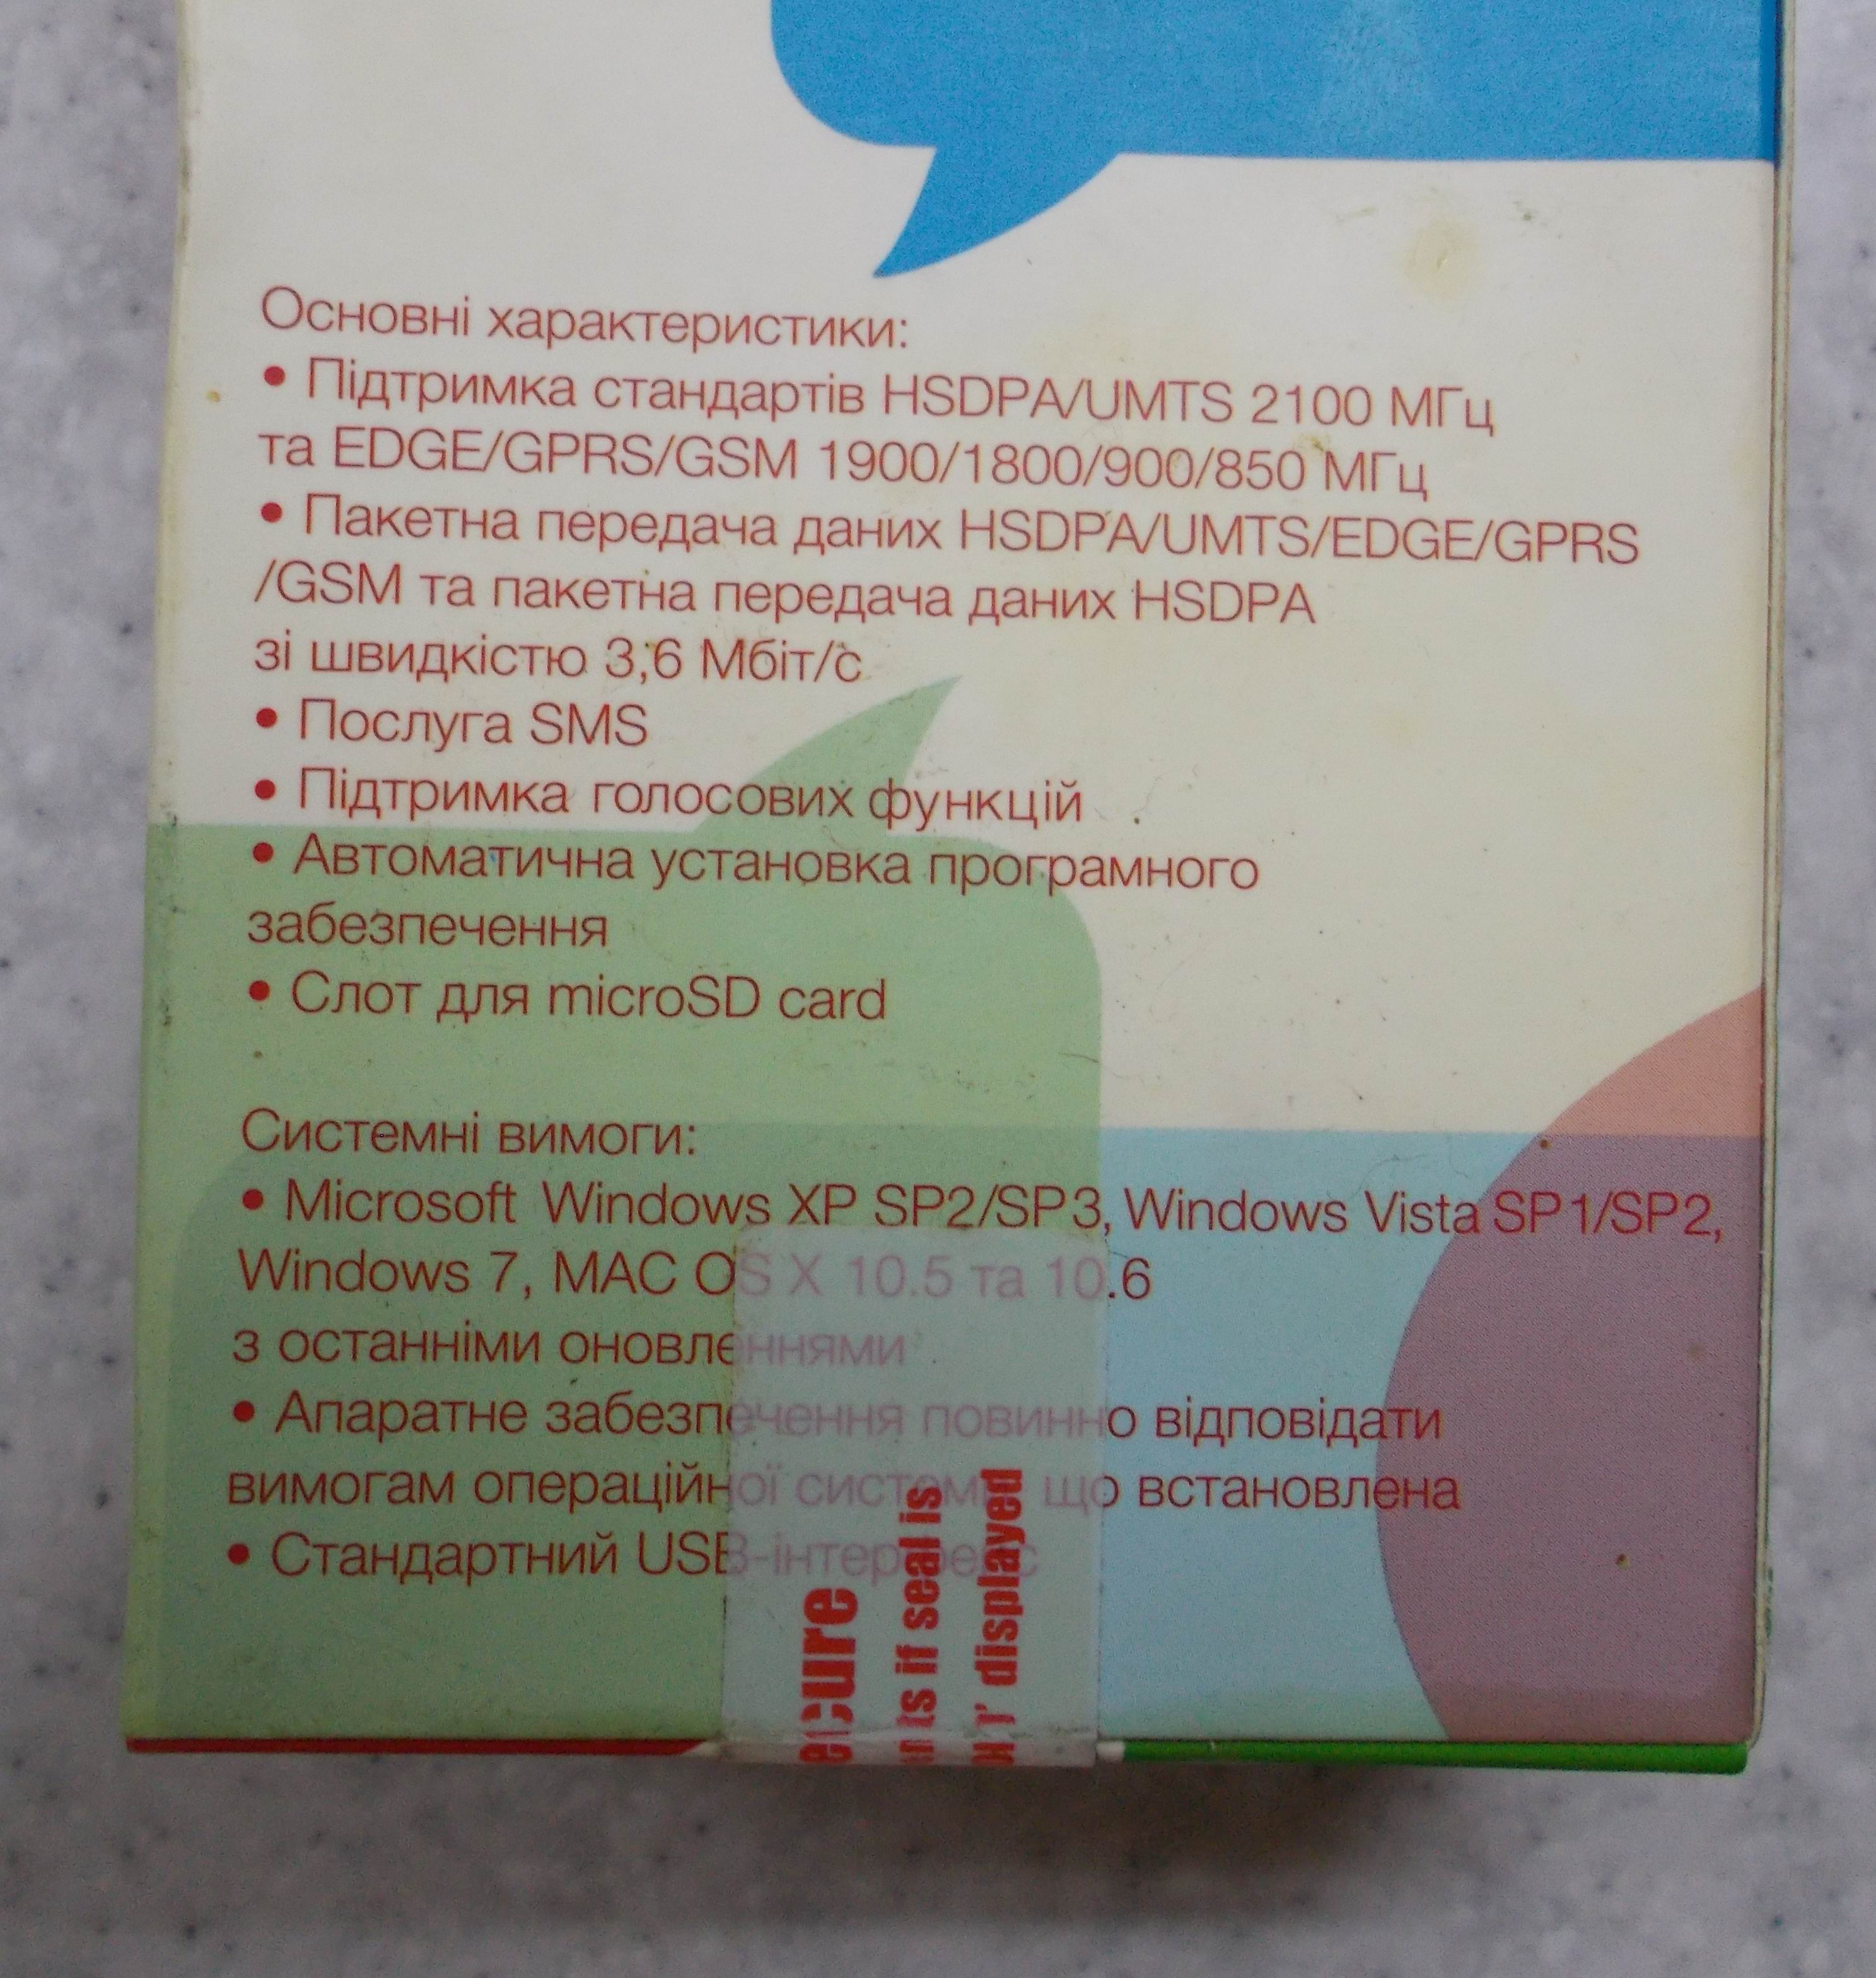 Основні характеристики:
• Підтримка стандартів HSDPA/UMTS 2100 МГц
та EDGE/GPRS/GSM 1900/1800/900/850 МГц
• Пакетна передача даних HSDPA/UMTS/EDGE/GPRS
/GSM та пакетна передача даних HSDPA
зі швидкістю 3,6 Мбіт/с
• Послуга SMS
• Підтримка голосових функцій
• Автоматична установка програмного
забезпечення
• Слот для microSD card
Системні вимоги:
• Microsoft Windows XP SP2/SP3, Windows Vista SP1/SP2,
Windows 7, MAC OS X 10.5 та 10.6
з останніми оновленнями
• Апаратне забезпечення повинно відповідати
вимогам операційної системи, що встановлена
• Стандартний USB-інтерфейс
ecure
if seal is
displayed